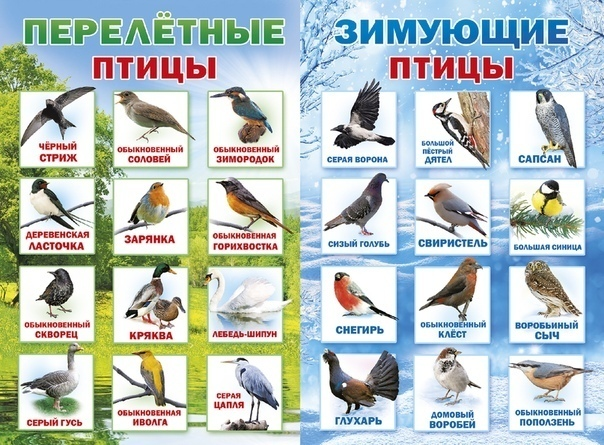 ПЕРЕЛЁТНЫЕ
ПТИЦЫ
ЧЁРНЫЙ
СТРИЖ
ОБЫКНОВЕННЫЙ
СОЛОВЕЙ
ОБЫКНОВЕННЫЙ
ЗИМОРОДОК
ДЕРЕВЕНСКАЯ
ЛАСТОЧКА
ЗАРЯНКА
ОБЫКНОВЕННАЯ
ГОРИХВОСТКА
ОБЫКНОВЕННЫЙ
СКВОРЕЦ
КРЯКВА
ЛЕБЕДЬ-ШИПУН
СЕРЫЙ ГУСЬ
ОБЫКНОВЕННАЯ
ИВОЛГА
СЕРАЯ
ЦАПЛЯ
ЗИМУЮЩИЕ
ПТИЦЫ
СЕРАЯ ВОРОНА
БОЛЬШОЙ
ПЁСТРЫЙ
ДЯТЕЛ
САПСАН
СИЗЫЙ ГОЛУБЬ
СВИРИСТЕЛЬ
БОЛЬШАЯ СИНИЦА
СНЕГИРЬ
ОБЫКНОВЕННЫЙ
КЛЁСТ
ВОРОБЬИНЫЙ
СЫЧ
ГЛУХАРЬ
ДОМОВЫЙ
ВОРОБЕЙ
ОБЫКНОВЕННЫЙ
ПОПОЛЗЕНЬ